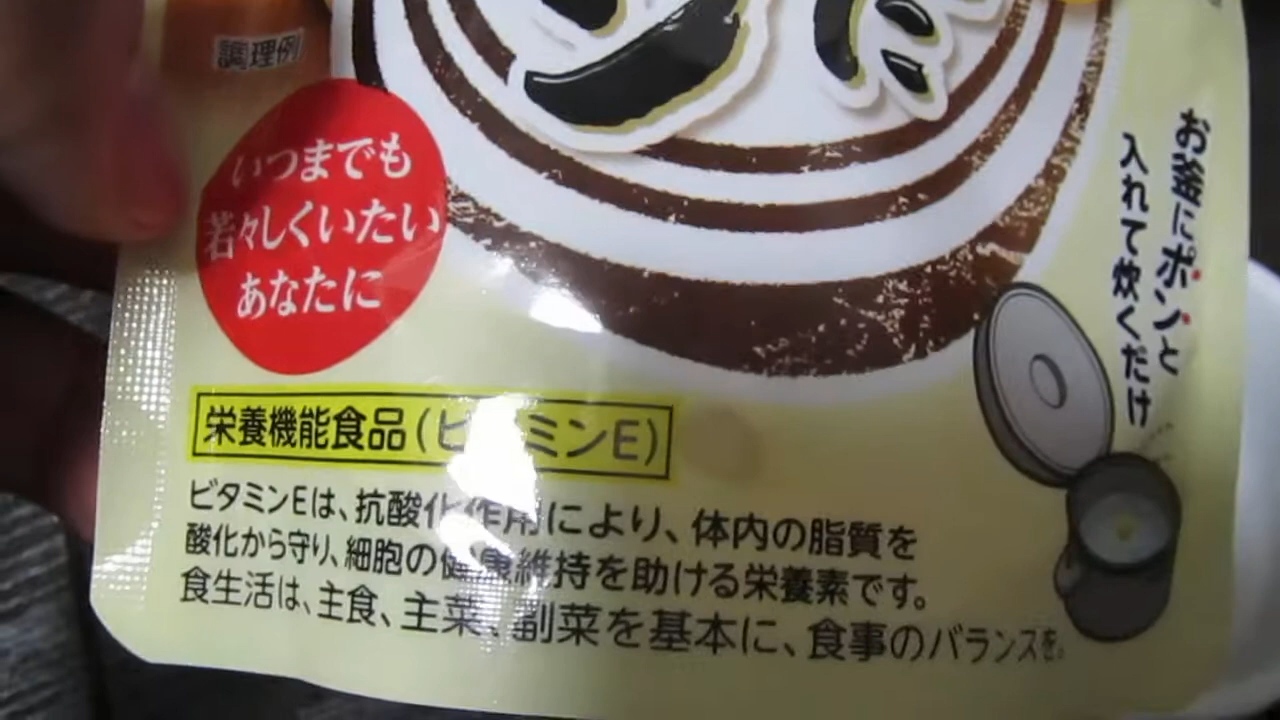 調理例
いつまでも
若々しくいたい
あなたに
お釜にポンと
入れて炊くだけ
栄養機能食品(ビタミンE)
ビタミンEは、抗酸化作用により、体内の脂質を
酸化から守り、細胞の健康維持を助ける栄養素です。
食生活は、主食、主菜、副菜を基本に、食事のバランスを。